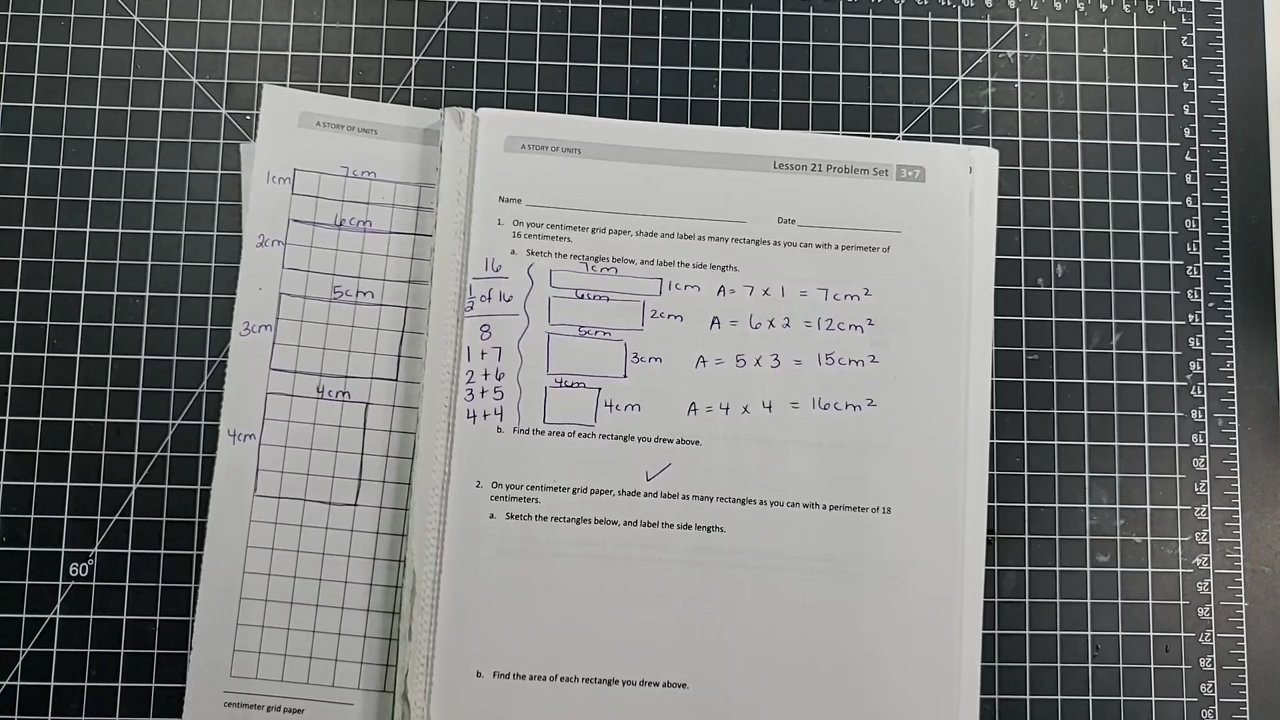 A STORY OF UNITS
7cm
1cm
6cm
2cm
5cm
3cm
4cm
4cm
centimeter grid paper
60°
A STORY OF UNITS
Lesson 21 Problem Set 3•7
Name
Date
1. On your centimeter grid paper, shade and label as many rectangles as you can with a perimeter of
16 centimeters.
a. Sketch the rectangles below, and label the side lengths.
16
1/2 of 16
8
1+7
2+6
3+5
4+4
7cm
1cm A = 7 x 1 = 7cm²
6cm
2cm A = 6 x 2 = 12cm²
5cm
3cm A = 5 x 3 = 15cm²
4cm
4cm A = 4 x 4 = 16cm²
b. Find the area of each rectangle you drew above.
2. On your centimeter grid paper, shade and label as many rectangles as you can with a perimeter of 18
centimeters.
a. Sketch the rectangles below, and label the side lengths.
b. Find the area of each rectangle you drew above.